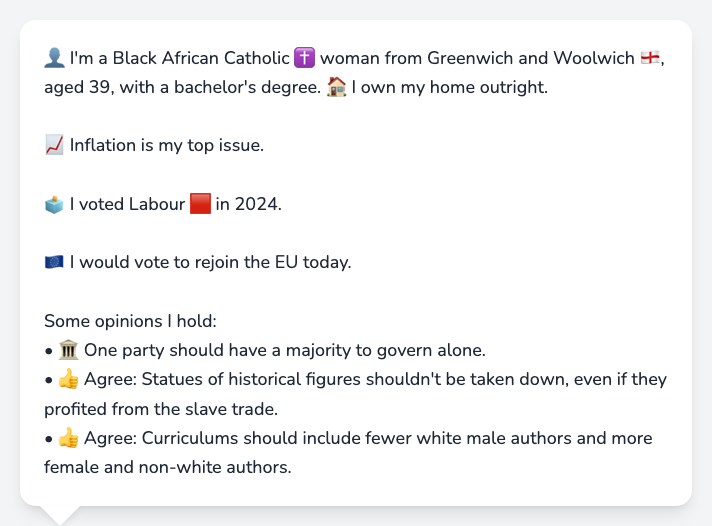 👤 I'm a Black African Catholic ✝️ woman from Greenwich and Woolwich 🏴󠁧󠁢󠁥󠁮󠁧󠁿,
aged 39, with a bachelor's degree. 🏠 I own my home outright.
📈 Inflation is my top issue.
🗳️ I voted Labour 🟥 in 2024.
🇪🇺 I would vote to rejoin the EU today.
Some opinions I hold:
• 🏛️ One party should have a majority to govern alone.
• 👍 Agree: Statues of historical figures shouldn't be taken down, even if they
profited from the slave trade.
• 👍 Agree: Curriculums should include fewer white male authors and more
female and non-white authors.